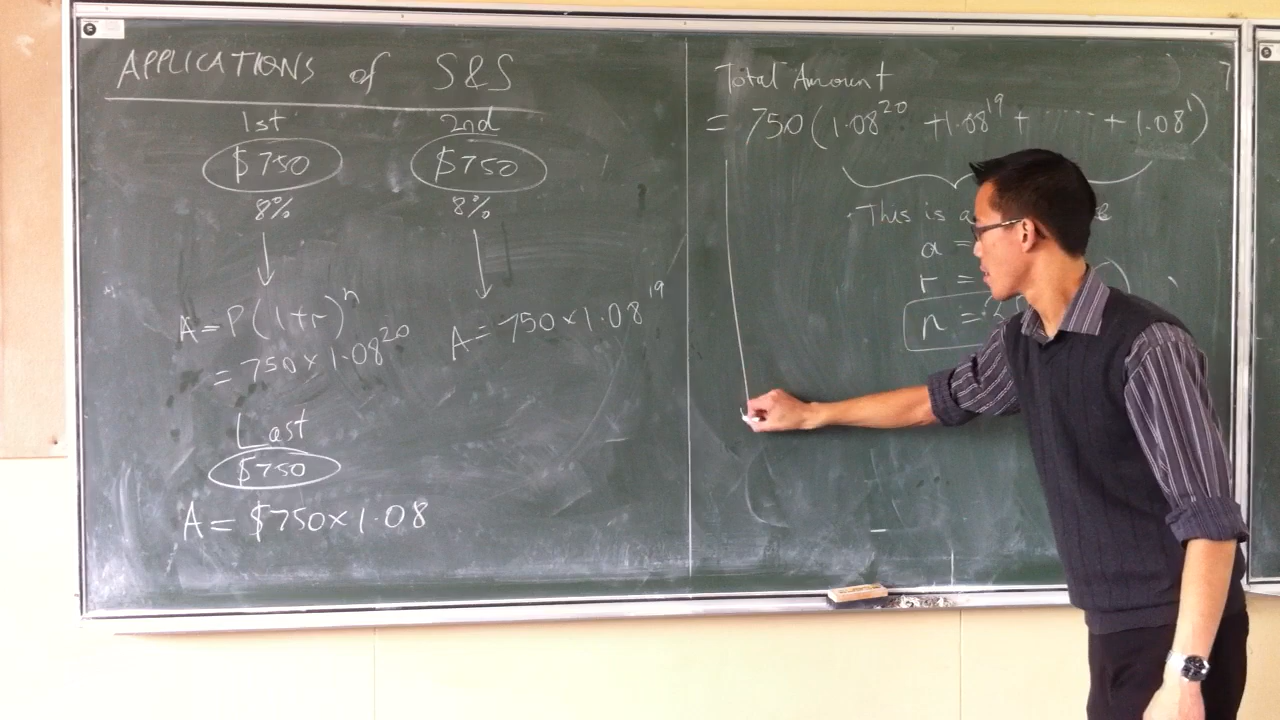 APPLICATIONS of S&S
1st
$750
8%
A = P(1+r)ⁿ
= 750 × 1·08²⁰
2nd
$750
8%
A = 750 × 1·08¹⁹
Last
$750
A = $750 × 1·08
Total Amount
= 750(1·08²⁰ + 1·08¹⁹ + ······ + 1·08¹)
This is a
a =
r =
n =